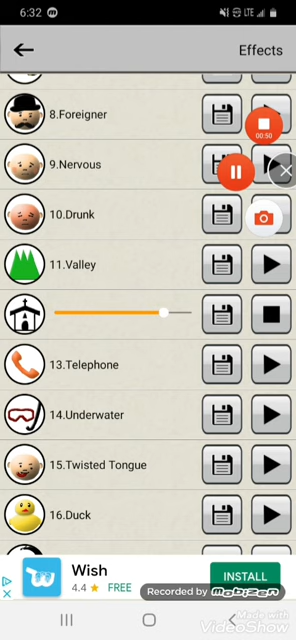 6:32
LTE
Effects
8.Foreigner
00:50
9.Nervous
10.Drunk
11.Valley
13.Telephone
14.Underwater
15.Twisted Tongue
16.Duck
Wish
4.4 ★ FREE
INSTALL
Recorded by mobizen
Made with
VideoShow